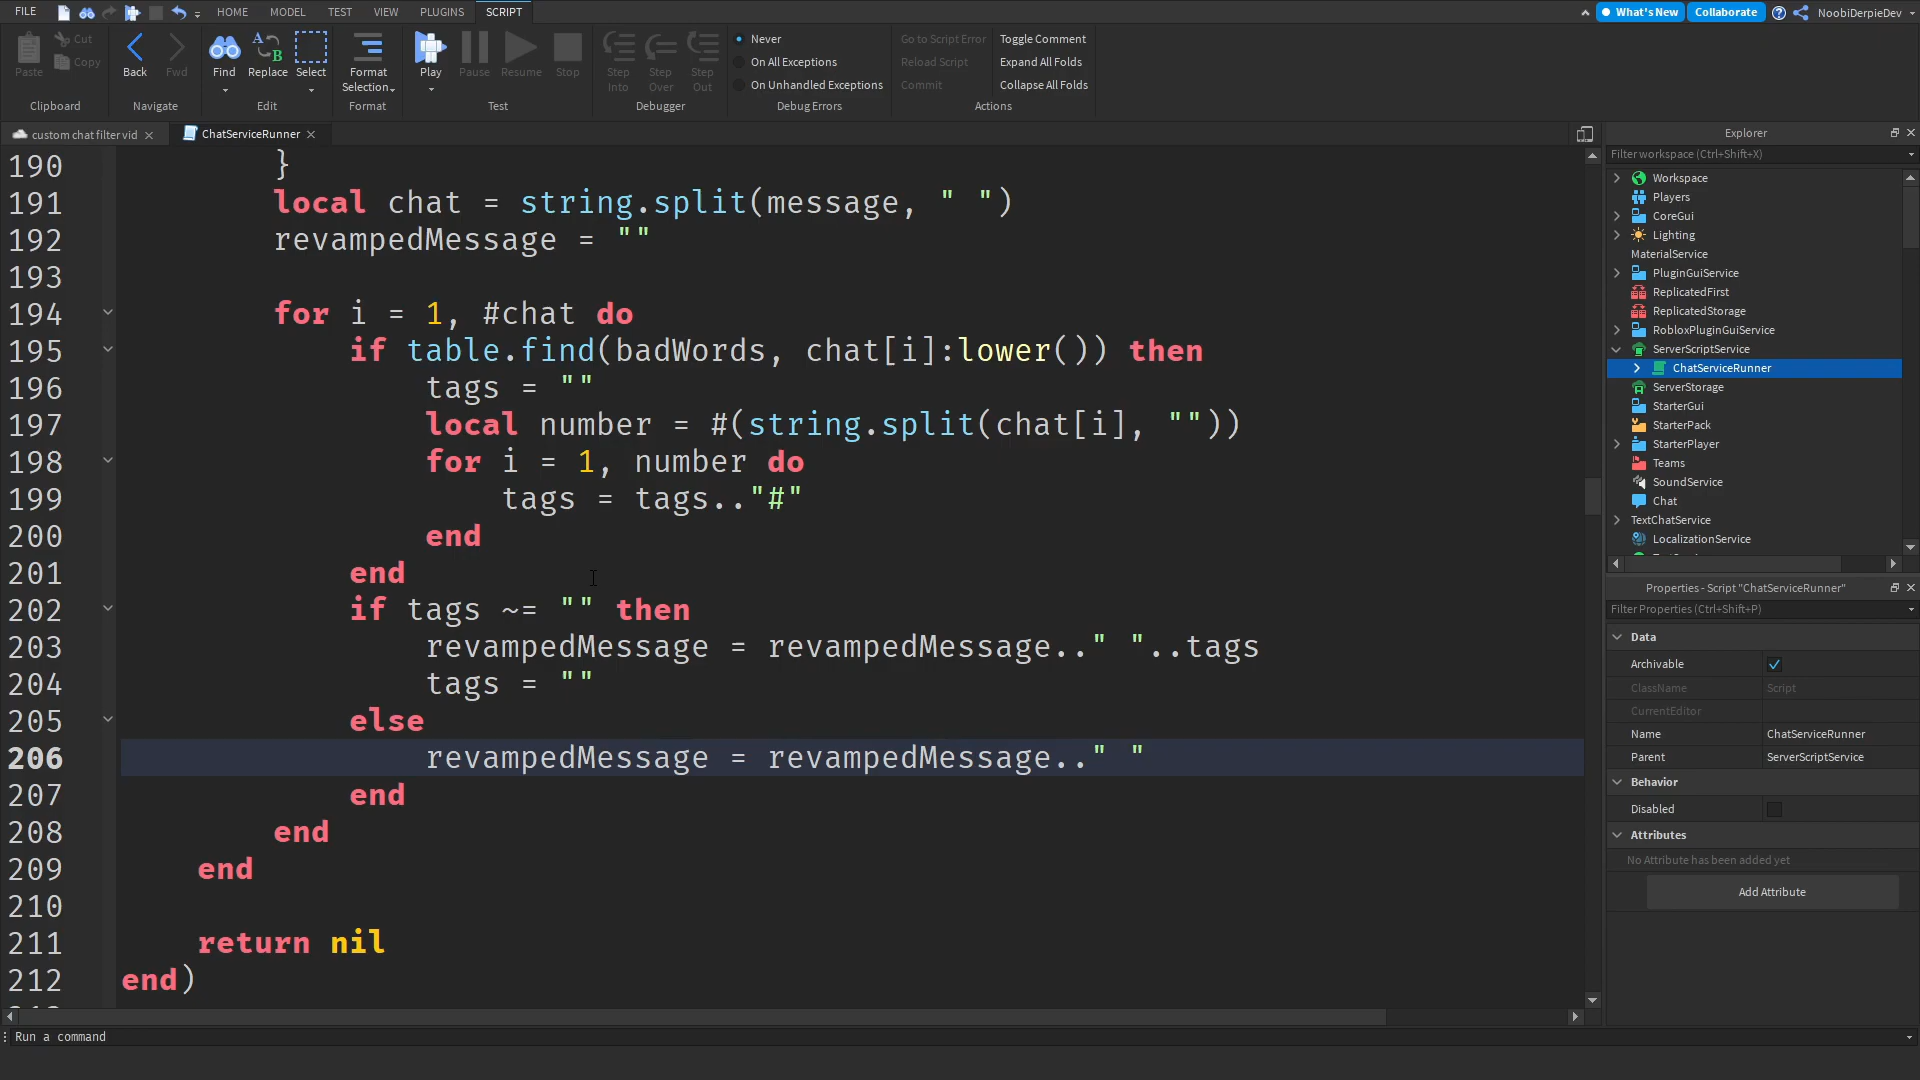 FILE HOME MODEL TEST VIEW PLUGINS SCRIPT What's New Collaborate NoobiDerpieDev
Paste Cut Copy Back Fwd Find Replace Select Format Selection Play Pause Resume Stop Step Into Step Over Step Out
Never
On All Exceptions
On Unhandled Exceptions
Go to Script Error
Reload Script
Commit
Toggle Comment
Expand All Folds
Collapse All Folds
Clipboard Navigate Edit Format Test Debugger Debug Errors Actions
custom chat filter vid ChatServiceRunner
190 }
191 local chat = string.split(message, " ")
192 revampedMessage = ""
193
194 for i = 1, #chat do
195 if table.find(badWords, chat[i]:lower()) then
196 tags = ""
197 local number = #(string.split(chat[i], ""))
198 for i = 1, number do
199 tags = tags.."#"
200 end
201 end
202 if tags ~= "" then
203 revampedMessage = revampedMessage.." "..tags
204 tags = ""
205 else
206 revampedMessage = revampedMessage.." "
207 end
208 end
209 end
210
211 return nil
212 end)
Run a command
Explorer
Filter workspace (Ctrl+Shift+X)
Workspace
Players
CoreGui
Lighting
MaterialService
PluginGuiService
ReplicatedFirst
ReplicatedStorage
RobloxPluginGuiService
ServerScriptService
ChatServiceRunner
ServerStorage
StarterGui
StarterPack
StarterPlayer
Teams
SoundService
Chat
TextChatService
LocalizationService
Properties - Script "ChatServiceRunner"
Filter Properties (Ctrl+Shift+P)
Data
Archivable
ClassName Script
CurrentEditor
Name ChatServiceRunner
Parent ServerScriptService
Behavior
Disabled
Attributes
No Attribute has been added yet
Add Attribute